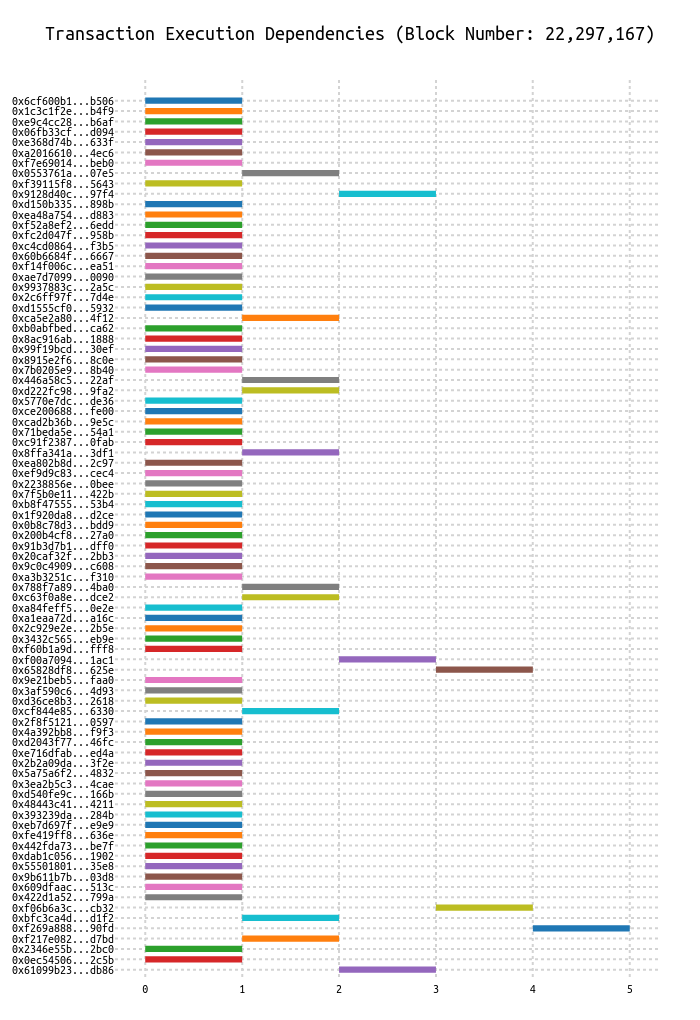 Transaction Execution Dependencies (Block Number: 22,297,167)
0x6cf600b1...b506
0x1c3c1f2e...b4f9
0xe9c4cc28...b6af
0x06fb33cf...d094
0xe368d74b...633f
0xa2016610...4ec6
0xf7e69014...beb0
0x0553761a...07e5
0xf39115f8...5643
0x9128d40c...97f4
0xd150b335...898b
0xea48a754...d883
0xf52a8ef2...6edd
0xfc2d047f...958b
0xc4cd0864...f3b5
0x60b6684f...6667
0xf14f006c...ea51
0xae7d7099...0090
0x9937883c...2a5c
0x2c6ff97f...7d4e
0xd1555cf0...5932
0xca5e2a80...4f12
0xb0abfbed...ca62
0x8ac916ab...1888
0x99f19bcd...30ef
0x8915e2f6...8c0e
0x7b0205e9...8b40
0x446a58c5...22af
0xd222fc98...9fa2
0x5770e7dc...de36
0xce200688...fe00
0xcad2b36b...9e5c
0x71beda5e...54a1
0xc91f2387...0fab
0x8ffa341a...3df1
0xea802b8d...2c97
0xef9d9c83...cec4
0x2238856e...0bee
0x7f5b0e11...422b
0xb8f47555...53b4
0x1f920da8...d2ce
0x0b8c78d3...bdd9
0x200b4cf8...27a0
0x91b3d7b1...dff0
0x20caf32f...2bb3
0x9c0c4909...c608
0xa3b3251c...f310
0x788f7a89...4ba0
0xc63f0a8e...dce2
0xa84feff5...0e2e
0xa1eaa72d...a16c
0x2c929e2e...2b5e
0x3432c565...eb9e
0xf60b1a9d...fff8
0xf00a7094...1ac1
0x65828df8...625e
0x9e21beb5...faa0
0x3af590c6...4d93
0xd36ce8b3...2618
0xcf844e85...6330
0x2f8f5121...0597
0x4a392bb8...f9f3
0xd2043f77...46fc
0xe716dfab...ed4a
0x2b2a09da...3f2e
0x5a75a6f2...4832
0x3ea2b5c3...4cae
0xd540fe9c...166b
0x48443c41...4211
0x393239da...284b
0xeb7d697f...e9e9
0xfe419ff8...636e
0x442fda73...be7f
0xdab1c056...1902
0x55501801...35e8
0x9b611b7b...03d8
0x609dfaac...513c
0x422d1a52...799a
0xf06b6a3c...cb32
0xbfc3ca4d...d1f2
0xf269a888...90fd
0xf217e082...d7bd
0x2346e55b...2bc0
0x0ec54506...2c5b
0x61099b23...db86
0 1 2 3 4 5